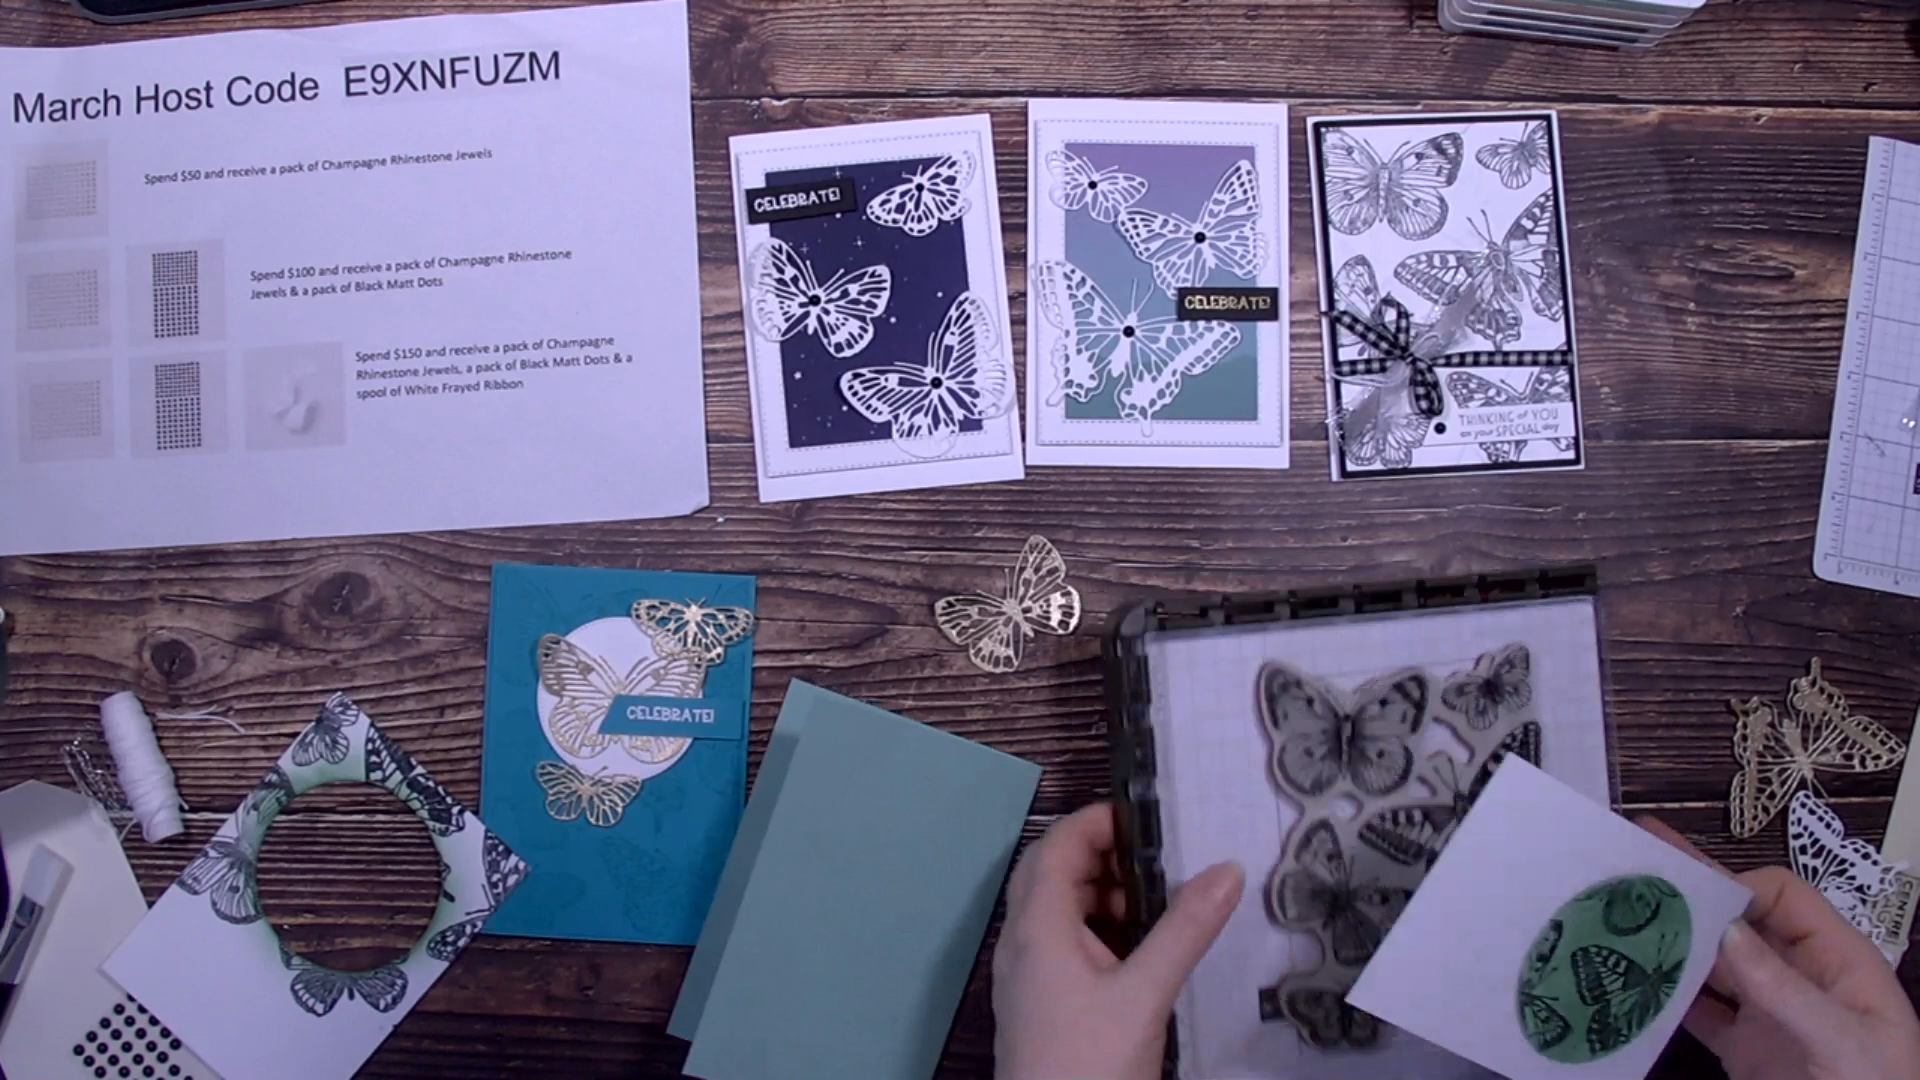 March Host Code E9XNFUZM
Spend $50 and receive a pack of Champagne Rhinestone Jewels
Spend $100 and receive a pack of Champagne Rhinestone
Jewels & a pack of Black Matt Dots
Spend $150 and receive a pack of Champagne
Rhinestone Jewels, a pack of Black Matt Dots & a
spool of White Frayed Ribbon
CELEBRATE!
CELEBRATE!
THINKING of YOU
on your SPECIAL day
CELEBRATE!